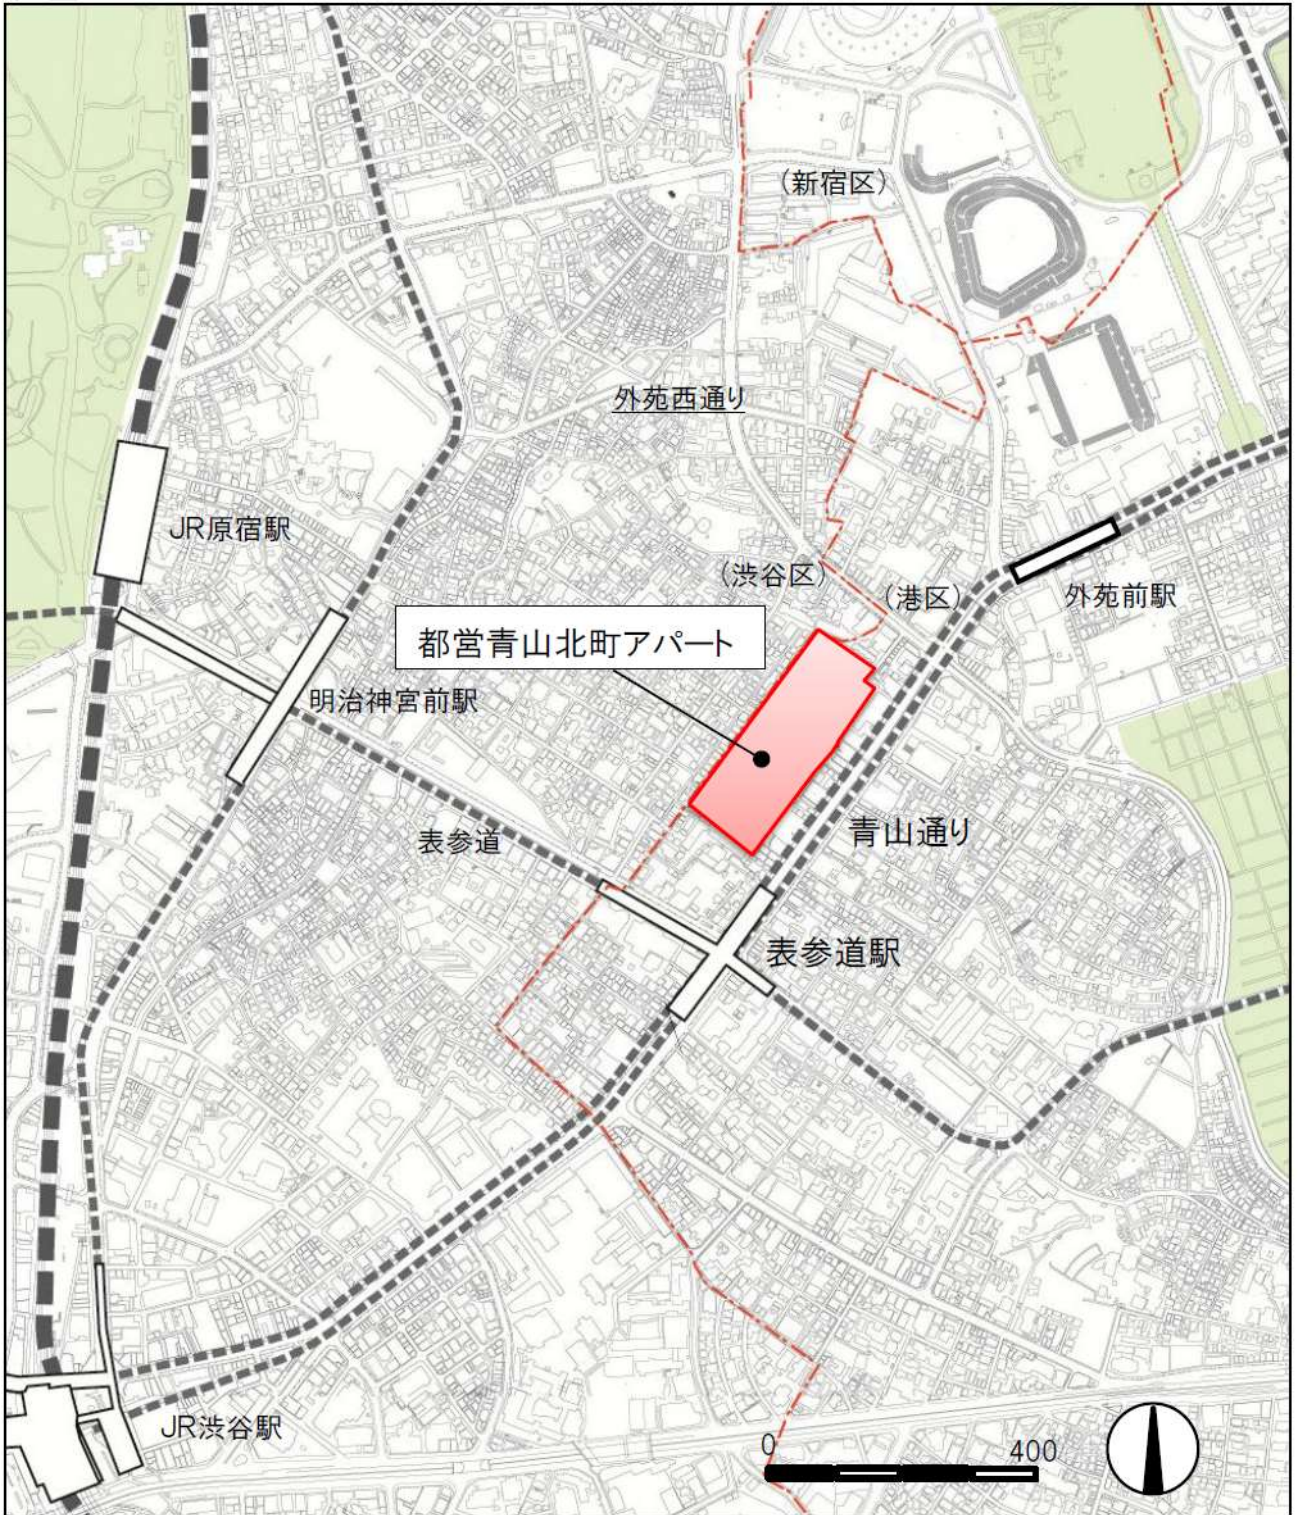 (新宿区)
外苑西通り
JR原宿駅
(渋谷区)
(港区)
外苑前駅
都営青山北町アパート
明治神宮前駅
表参道
青山通り
表参道駅
JR渋谷駅
0
400